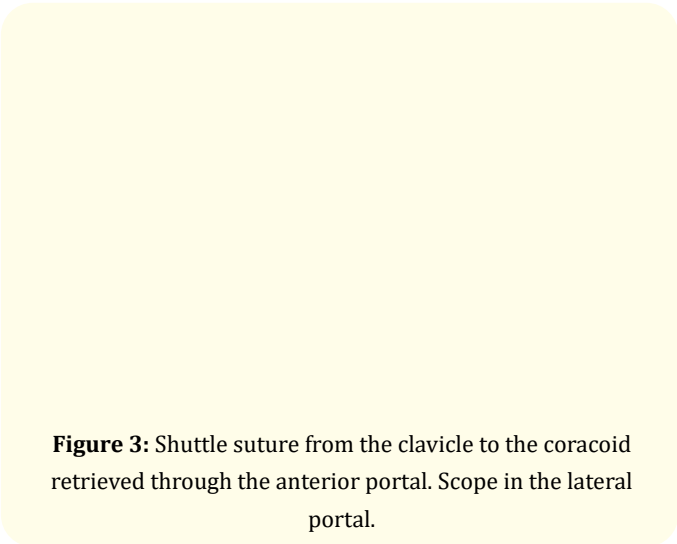 Figure 3: Shuttle suture from the clavicle to the coracoid
retrieved through the anterior portal. Scope in the lateral
portal.